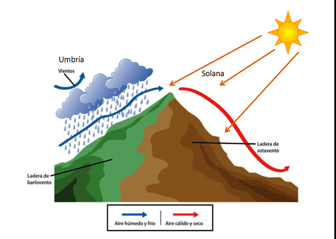 Umbría
Vientos
Solana
Ladera de
sotavento
Ladera de
barlovento
Aire húmedo y frío
Aire cálido y seco